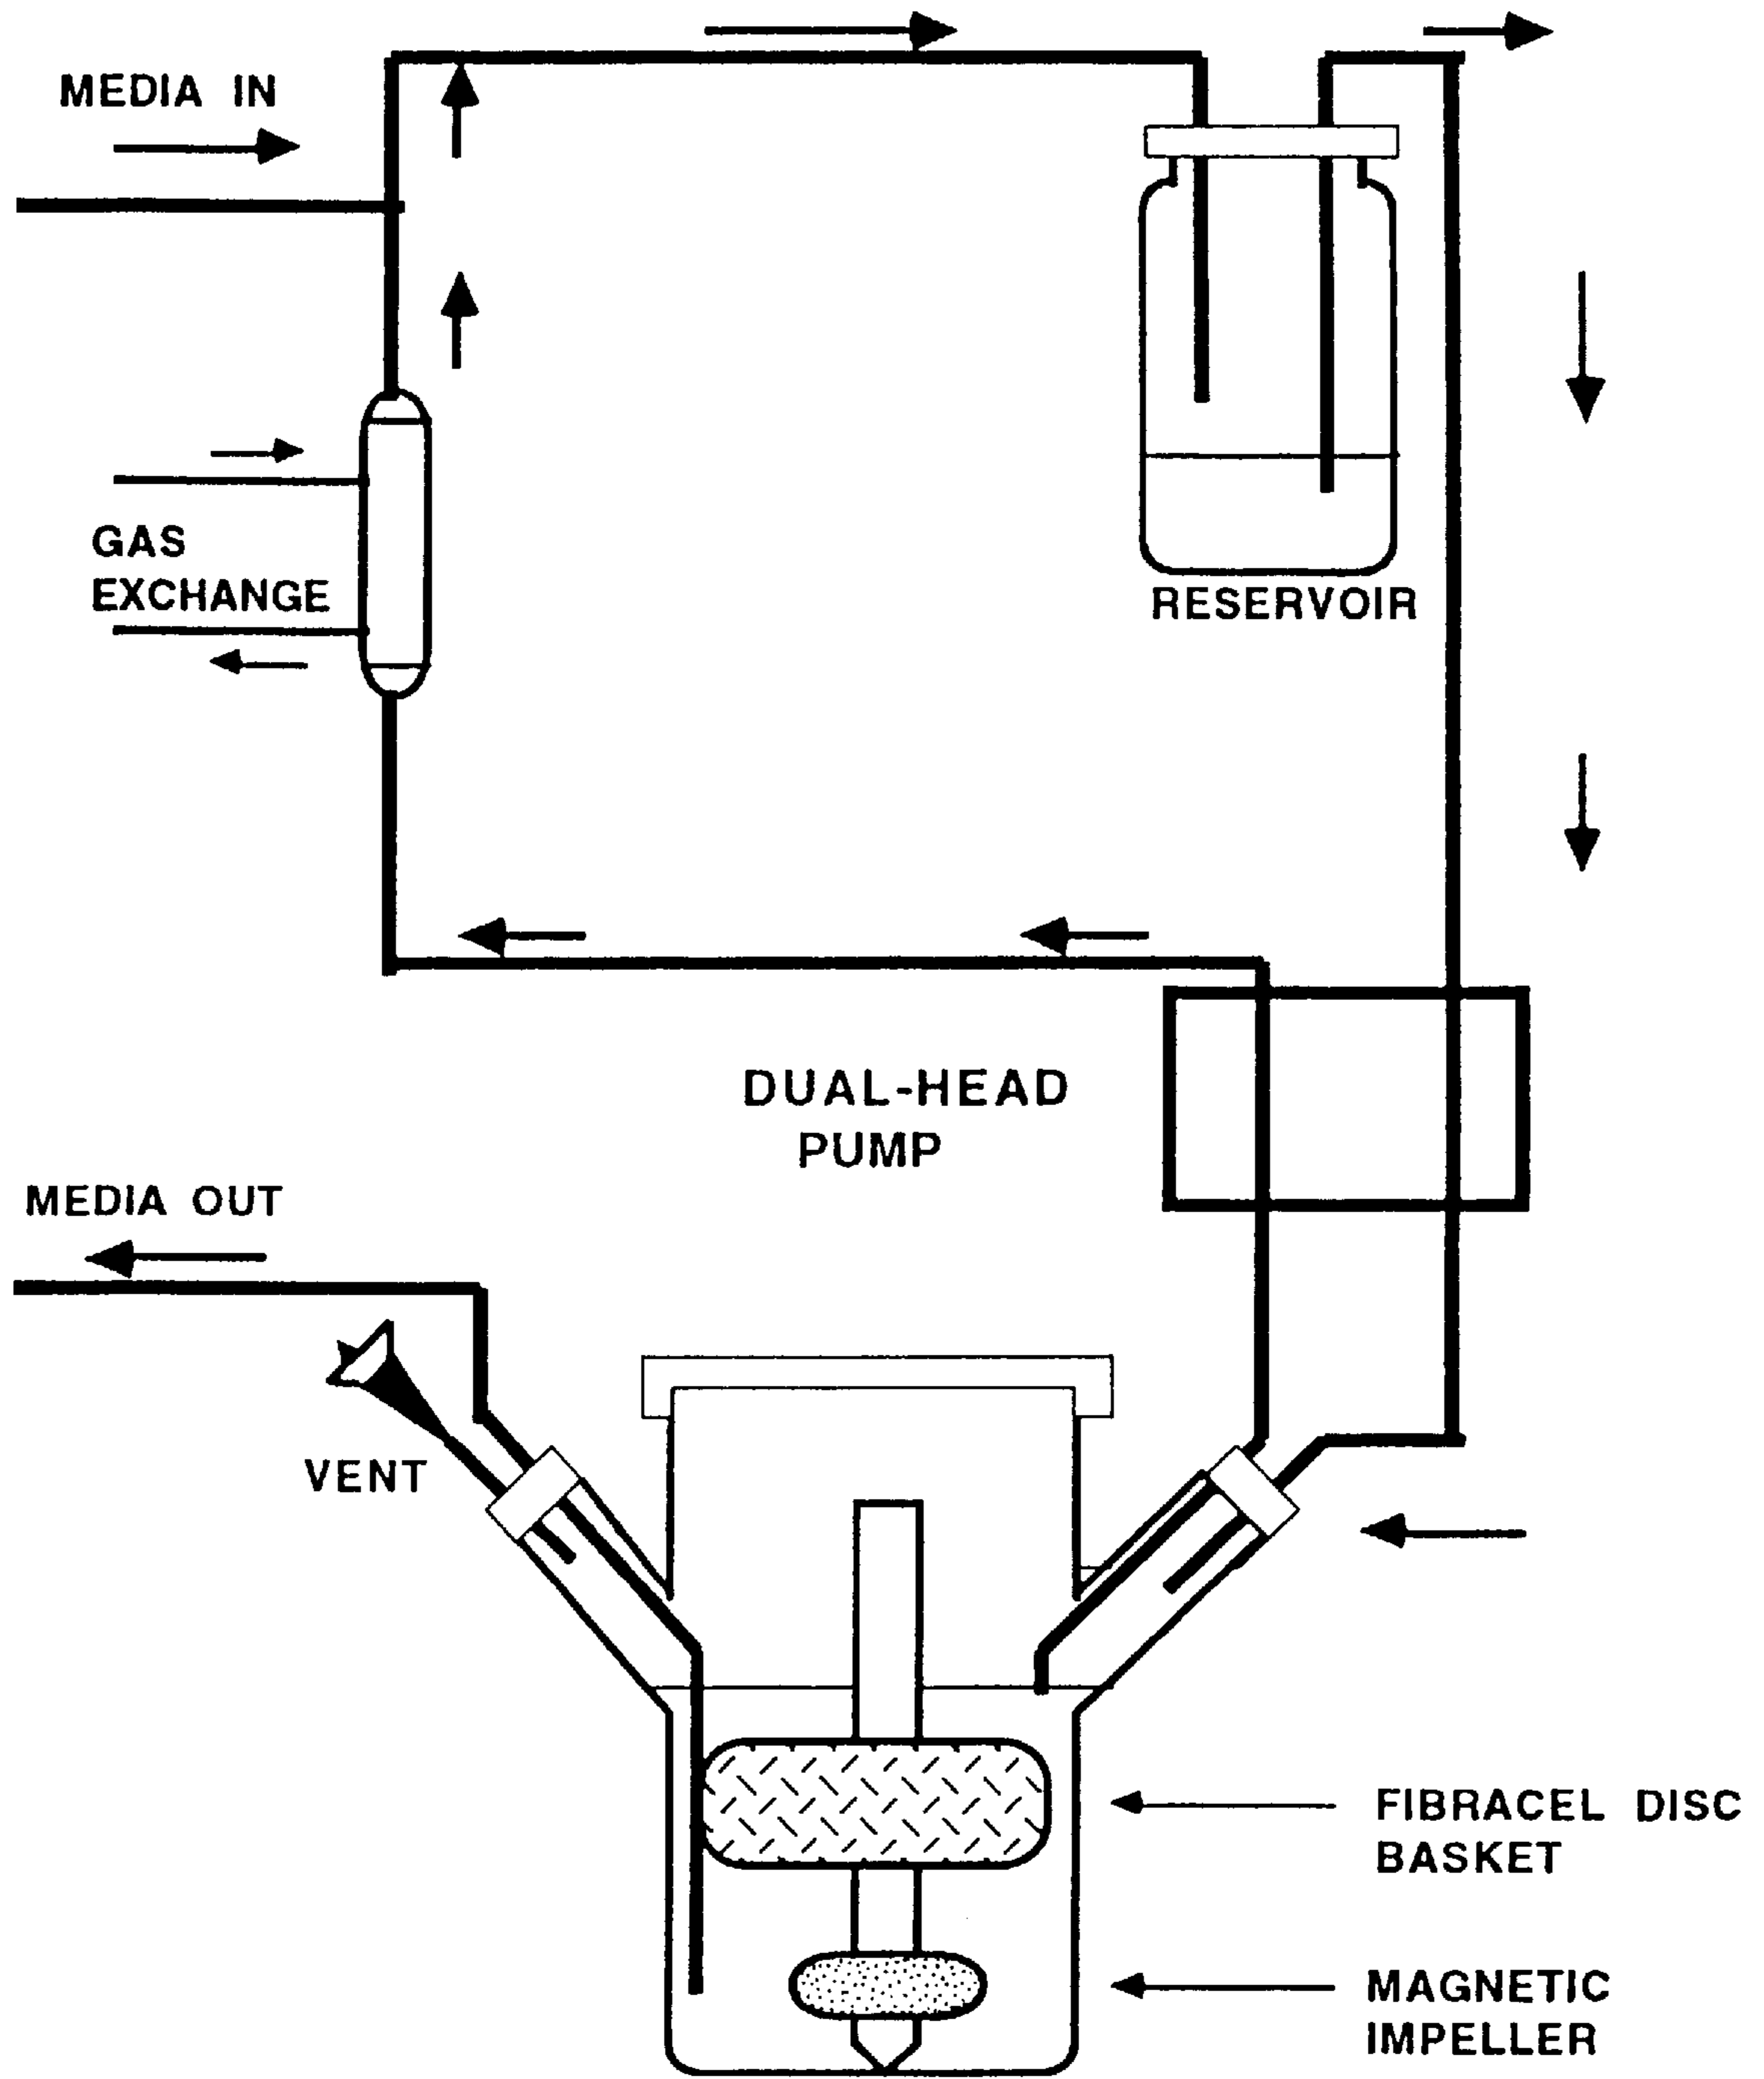 MEDIA IN
GAS
EXCHANGE
RESERVOIR
DUAL-HEAD
PUMP
MEDIA OUT
VENT
FIBRACEL DISC
BASKET
MAGNETIC
IMPELLER